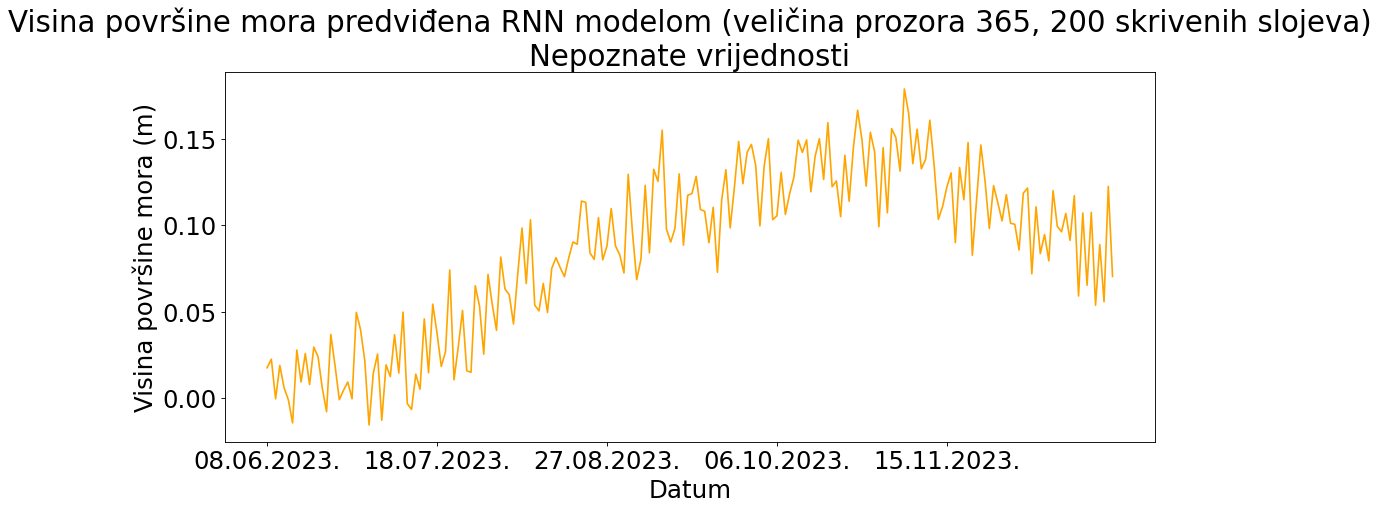 Visina površine mora predviđena RNN modelom (veličina prozora 365, 200 skrivenih slojeva)
Nepoznate vrijednosti
Visina površine mora (m)
0.15
0.10
0.05
0.00
08.06.2023. 18.07.2023. 27.08.2023. 06.10.2023. 15.11.2023.
Datum